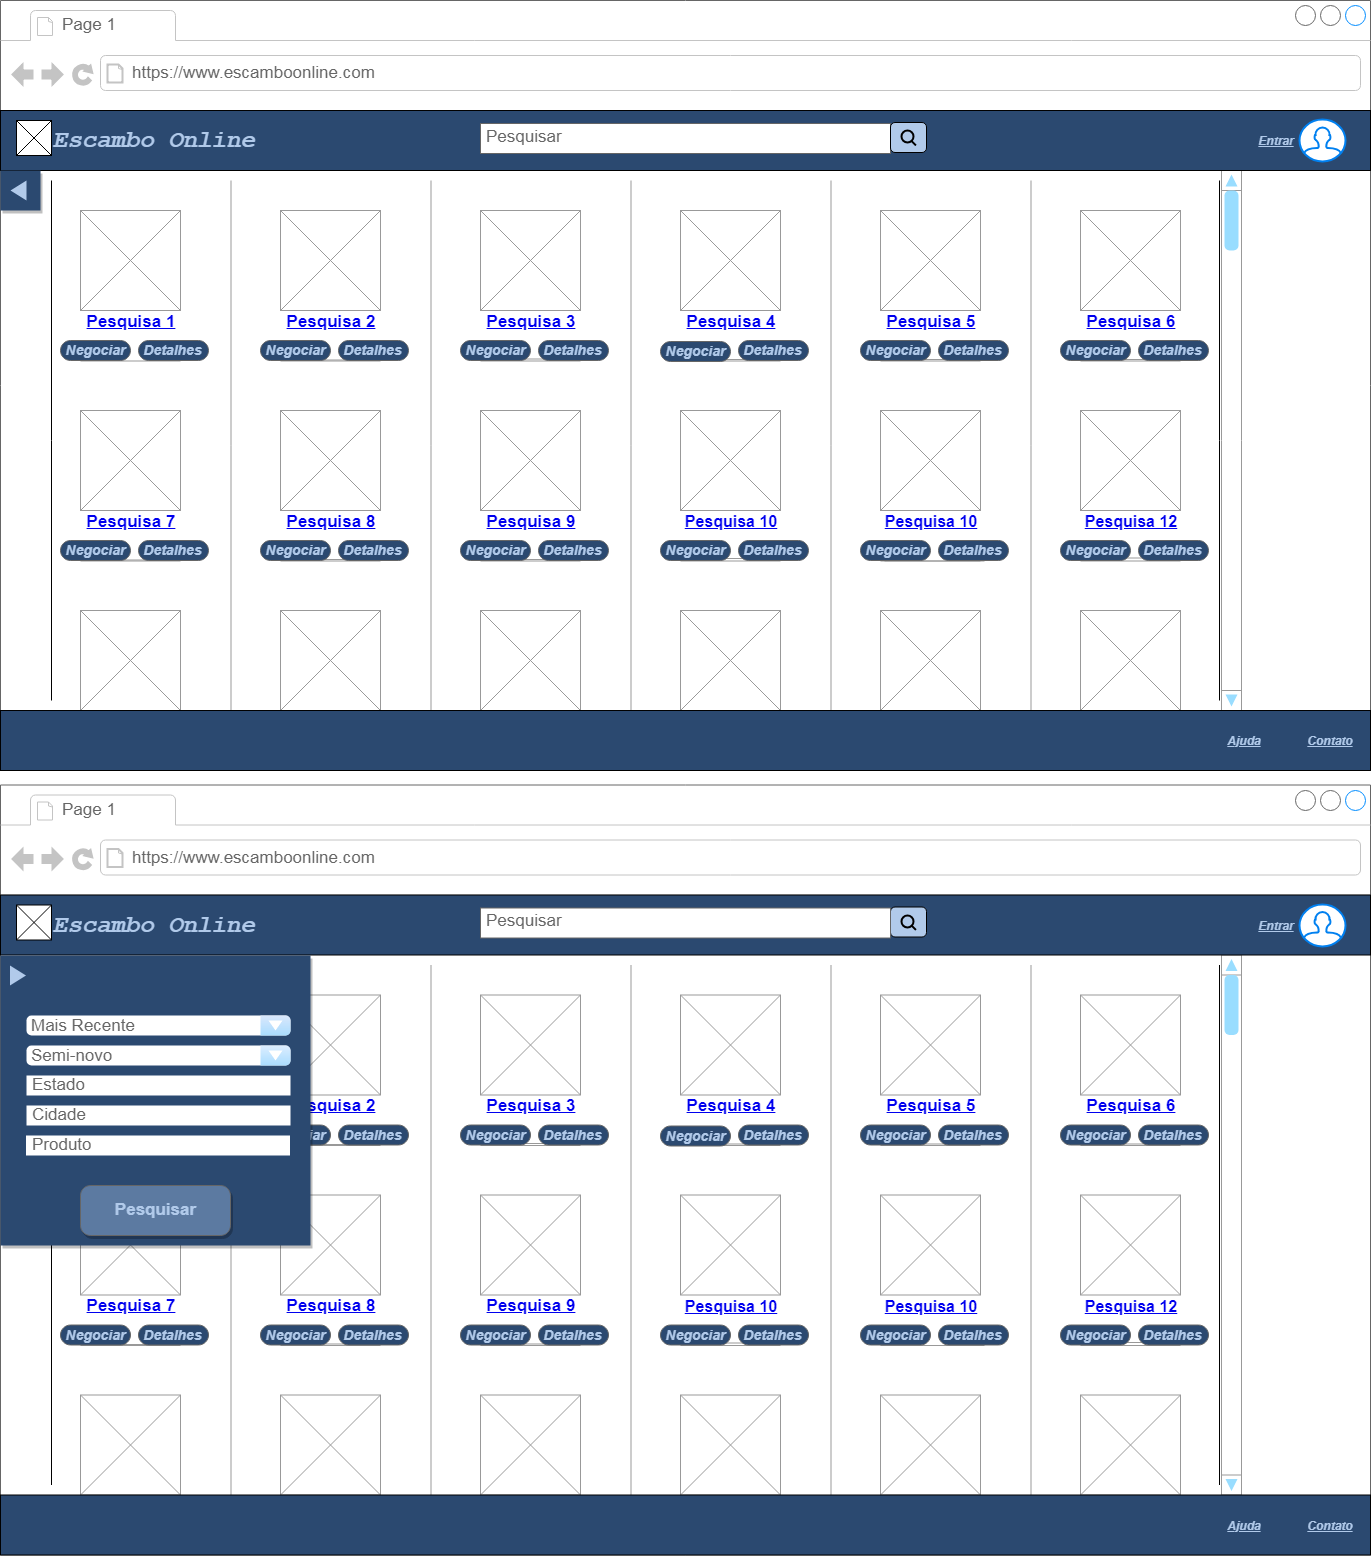 Page 1
https://www.escamboonline.com
Escambo Online
Pesquisar
Entrar
Pesquisa 1 Pesquisa 2 Pesquisa 3 Pesquisa 4 Pesquisa 5 Pesquisa 6
Negociar Detalhes Negociar Detalhes Negociar Detalhes Negociar Detalhes Negociar Detalhes Negociar Detalhes
Pesquisa 7 Pesquisa 8 Pesquisa 9 Pesquisa 10 Pesquisa 10 Pesquisa 12
Negociar Detalhes Negociar Detalhes Negociar Detalhes Negociar Detalhes Negociar Detalhes Negociar Detalhes
Ajuda Contato
Page 1
https://www.escamboonline.com
Escambo Online
Pesquisar
Entrar
Mais Recente
Semi-novo
Estado
Cidade
Produto
Pesquisar
squisa 2 Pesquisa 3 Pesquisa 4 Pesquisa 5 Pesquisa 6
iar Detalhes Negociar Detalhes Negociar Detalhes Negociar Detalhes Negociar Detalhes
Pesquisa 7 Pesquisa 8 Pesquisa 9 Pesquisa 10 Pesquisa 10 Pesquisa 12
Negociar Detalhes Negociar Detalhes Negociar Detalhes Negociar Detalhes Negociar Detalhes Negociar Detalhes
Ajuda Contato